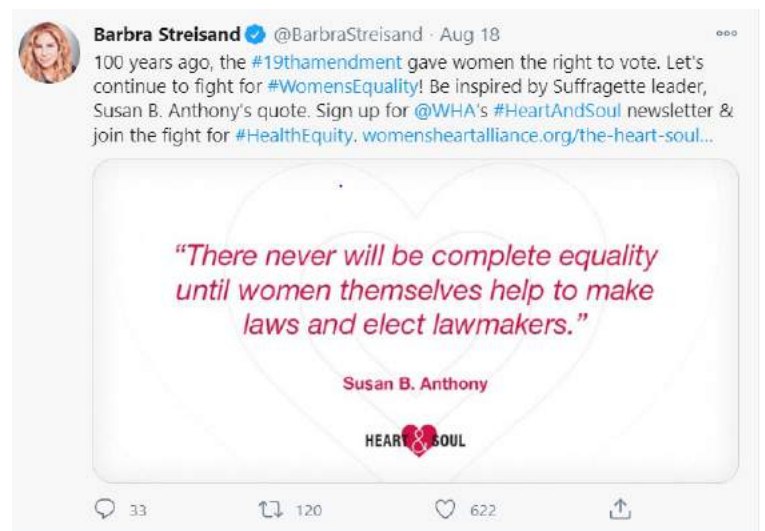 Barbra Streisand @BarbraStreisand · Aug 18
100 years ago, the #19thamendment gave women the right to vote. Let's
continue to fight for #WomensEquality! Be inspired by Suffragette leader,
Susan B. Anthony's quote. Sign up for @WHA's #HeartAndSoul newsletter &
join the fight for #HealthEquity. womensheartalliance.org/the-heart-soul...
"There never will be complete equality
until women themselves help to make
laws and elect lawmakers."
Susan B. Anthony
HEART & SOUL
33 120 622